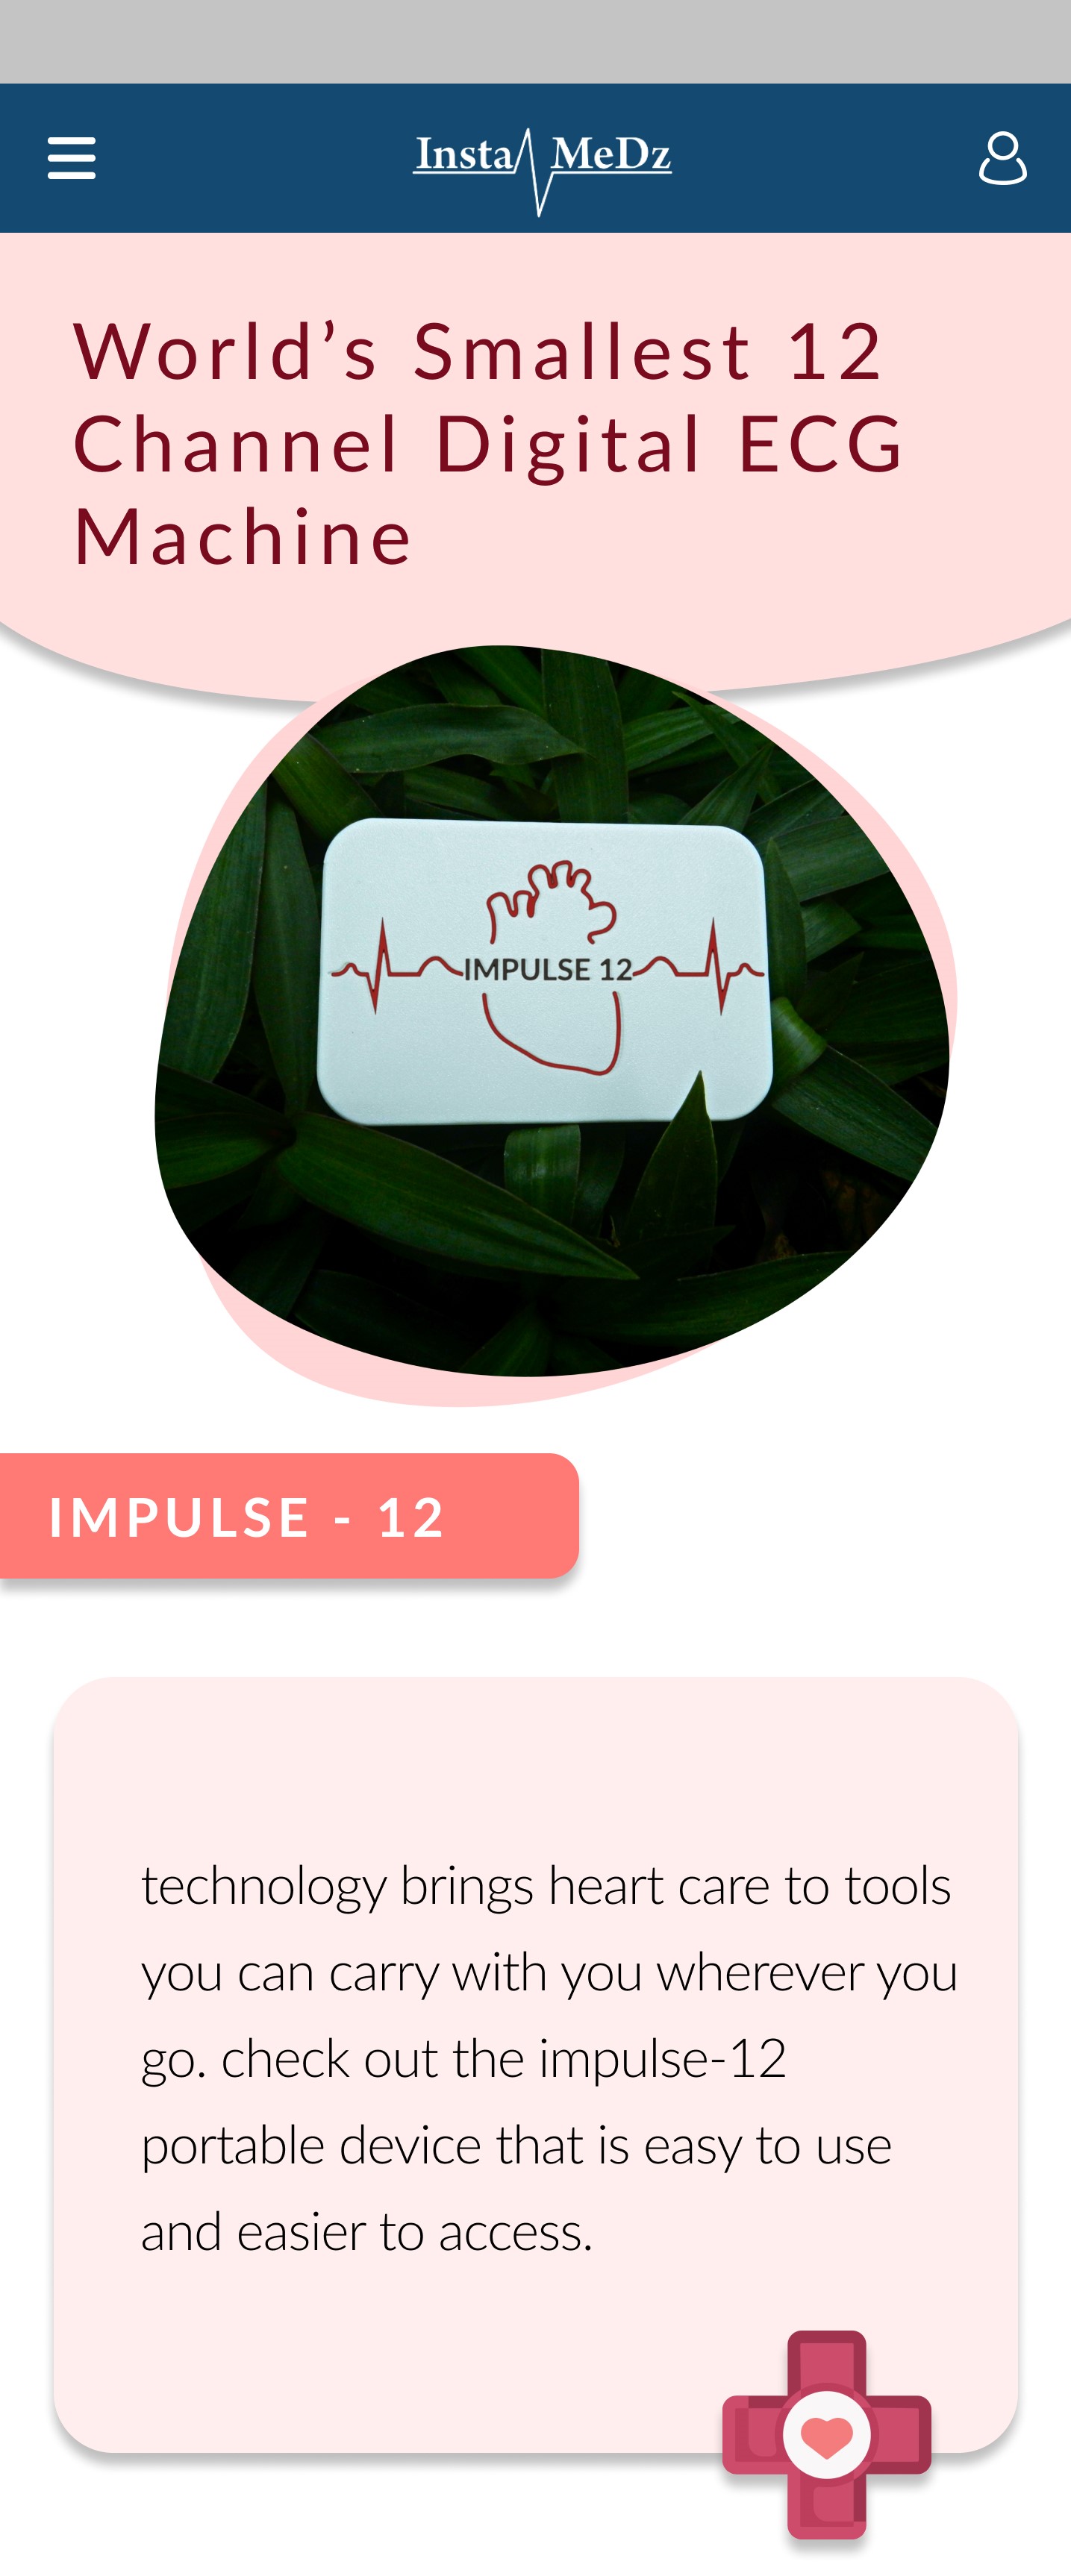 Insta MeDz
World’s Smallest 12
Channel Digital ECG
Machine
IMPULSE 12
IMPULSE - 12
technology brings heart care to tools
you can carry with you wherever you
go. check out the impulse-12
portable device that is easy to use
and easier to access.